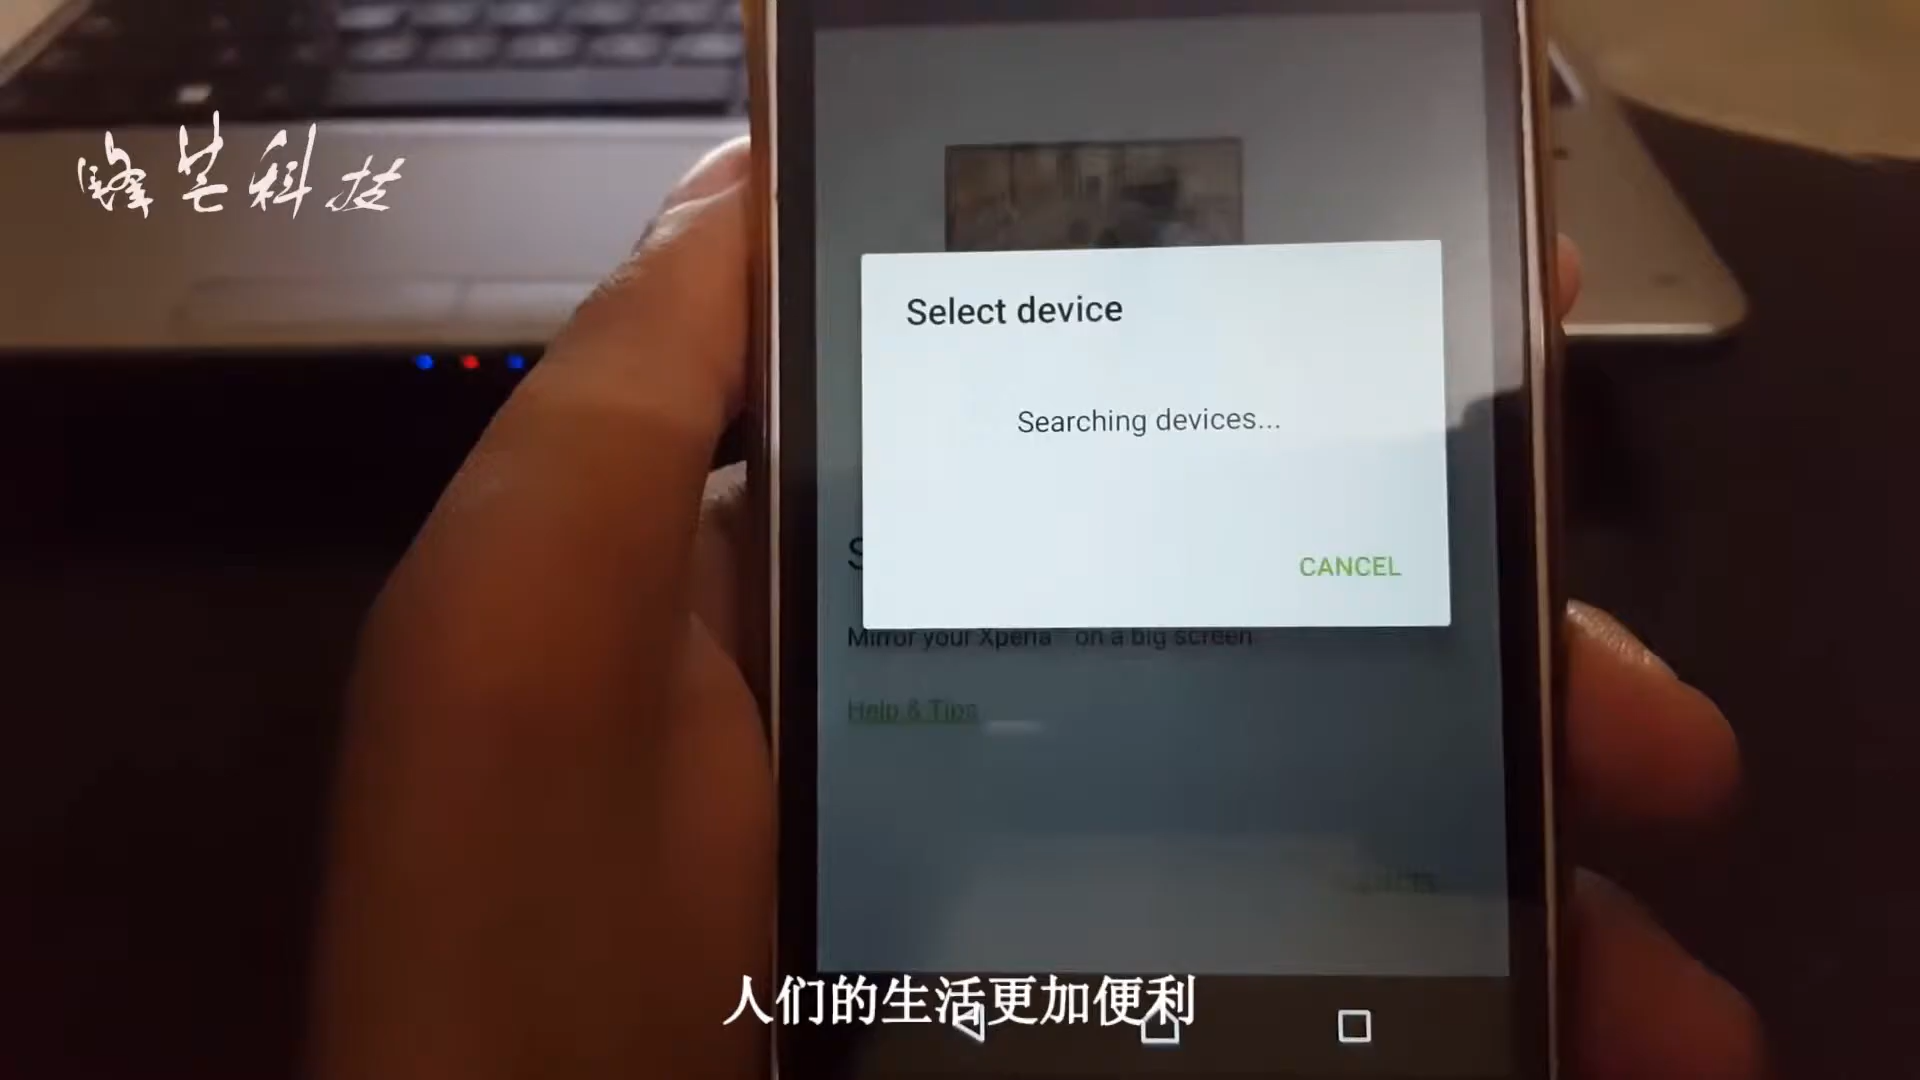 锋芒科技
Select device
Searching devices...
CANCEL
Mirror your Xperia™ on a big screen
Help & Tips
人们的生活更加便利